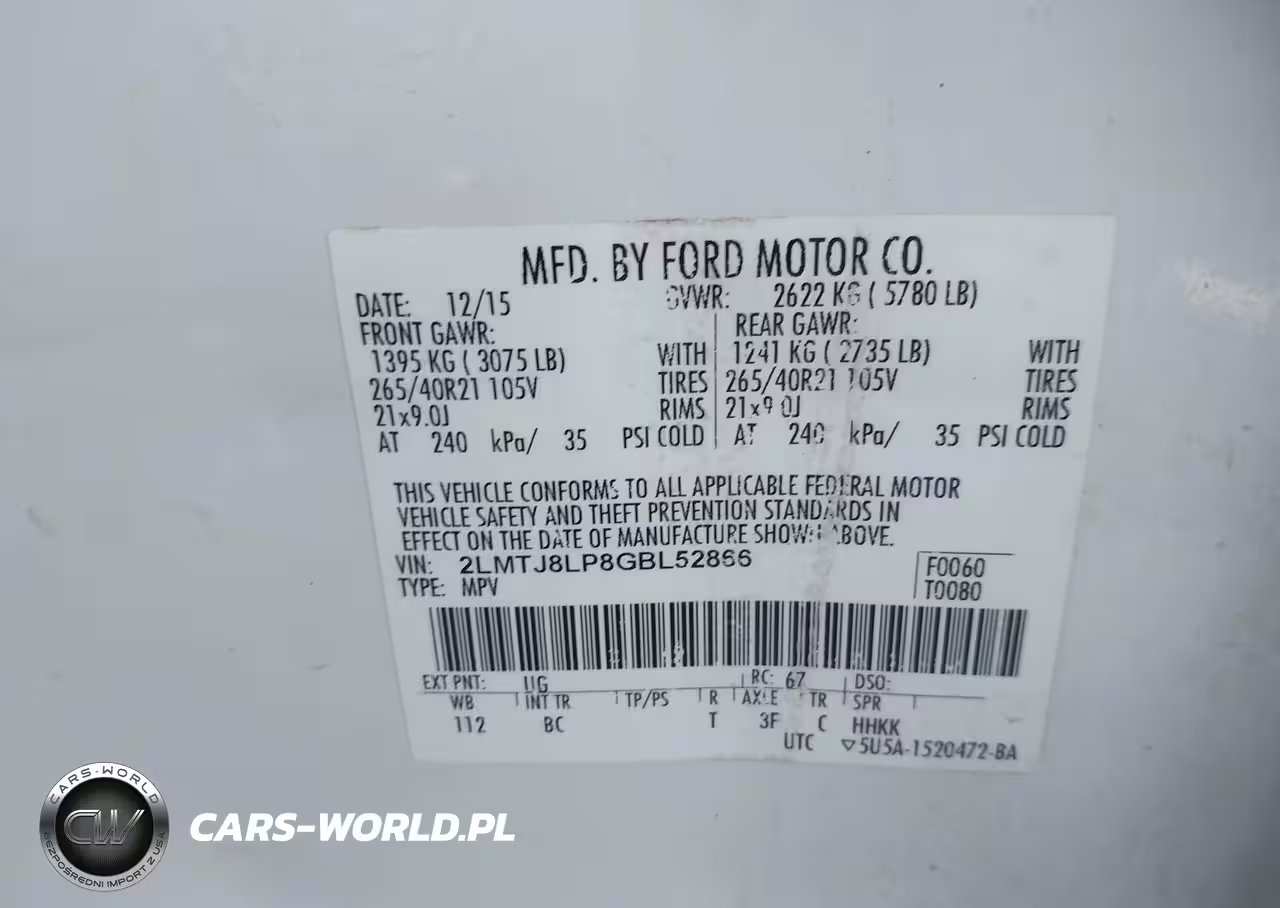 MFD. BY FORD MOTOR CO.
DATE: 12/15 GVWR: 2622 KG ( 5780 LB)
FRONT GAWR: REAR GAWR:
1395 KG ( 3075 LB) WITH 1241 KG ( 2735 LB) WITH
265/40R21 105V TIRES 265/40R21 105V TIRES
21x9.0J RIMS 21x9.0J RIMS
AT 240 kPa/ 35 PSI COLD AT 240 kPa/ 35 PSI COLD
THIS VEHICLE CONFORMS TO ALL APPLICABLE FEDERAL MOTOR
VEHICLE SAFETY AND THEFT PREVENTION STANDARDS IN
EFFECT ON THE DATE OF MANUFACTURE SHOWN ABOVE.
VIN: 2LMTJ8LP8GBL52866 F0060
TYPE: MPV T0080
EXT PNT: UG RC: 67 DSO:
WB INT TR TP/PS R AXLE TR SPR
112 BC T 3F C HHKK
UTC ▽5U5A-1520472-BA
CARS-WORLD
CW
BEZPOŚREDNI IMPORT Z USA
CARS-WORLD.PL